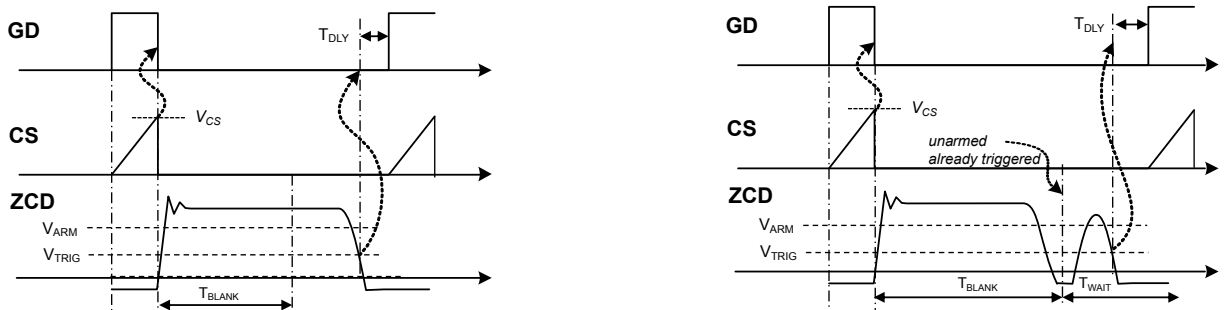 GD
T_DLY
V_CS
CS
ZCD
V_ARM
V_TRIG
T_BLANK
GD
T_DLY
V_CS
CS
unarmed
already triggered
ZCD
V_ARM
V_TRIG
T_BLANK
T_WAIT